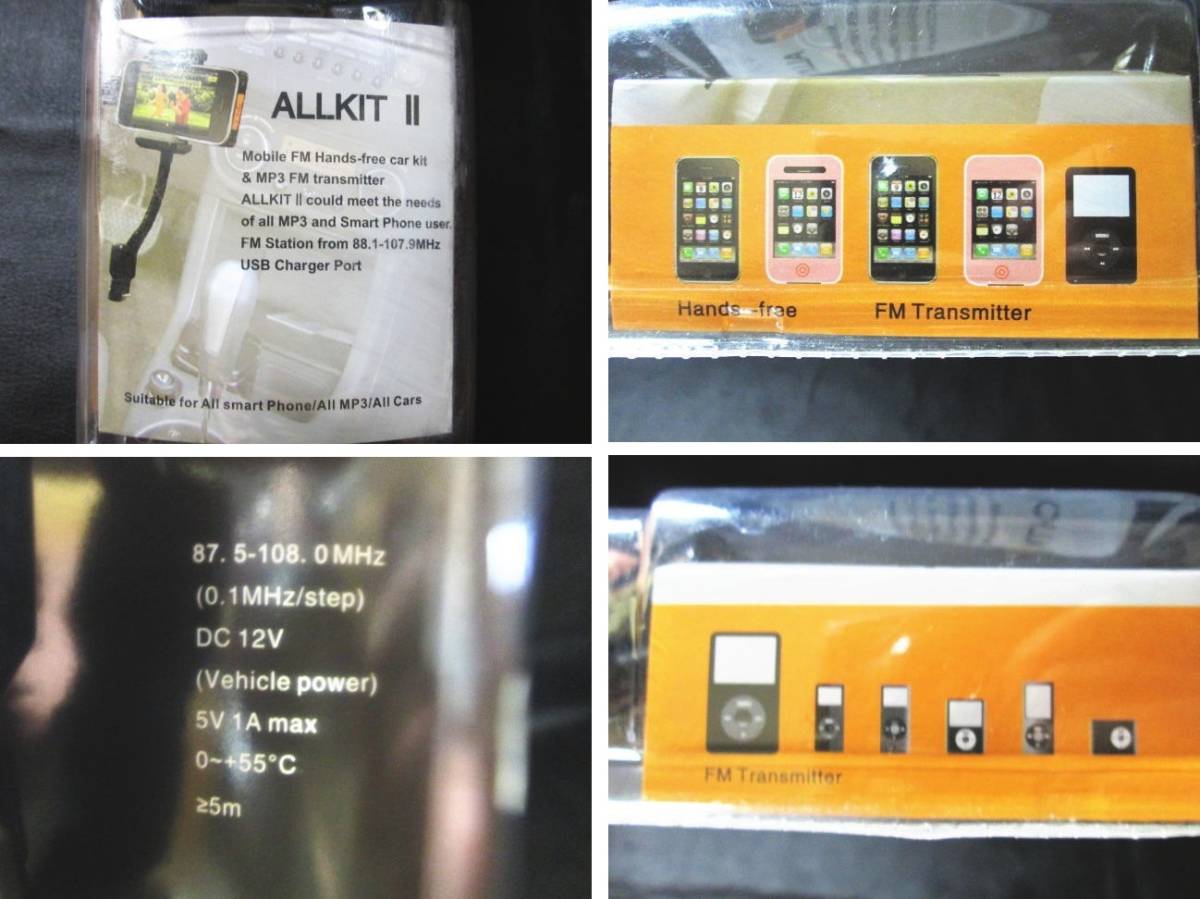 ALLKIT II
Mobile FM Hands-free car kit
& MP3 FM transmitter
ALLKIT II could meet the needs
of all MP3 and Smart Phone user.
FM Station from 88.1-107.9MHz
USB Charger Port
Suitable for All smart Phone/All MP3/All Cars
Hands-free
FM Transmitter
87. 5-108. 0MHz
(0.1MHz/step)
DC 12V
(Vehicle power)
5V 1A max
0~+55°C
≥5m
FM Transmitter